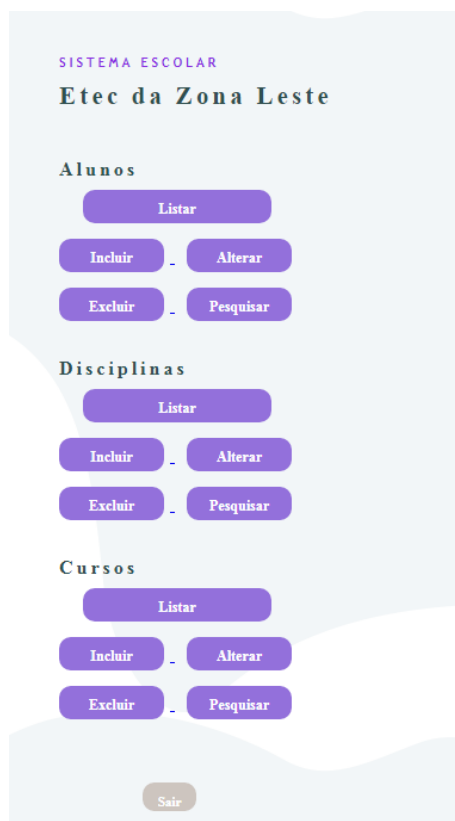 SISTEMA ESCOLAR
Etec da Zona Leste
Alunos
Listar
Incluir - Alterar
Excluir - Pesquisar
Disciplinas
Listar
Incluir - Alterar
Excluir - Pesquisar
Cursos
Listar
Incluir - Alterar
Excluir - Pesquisar
Sair